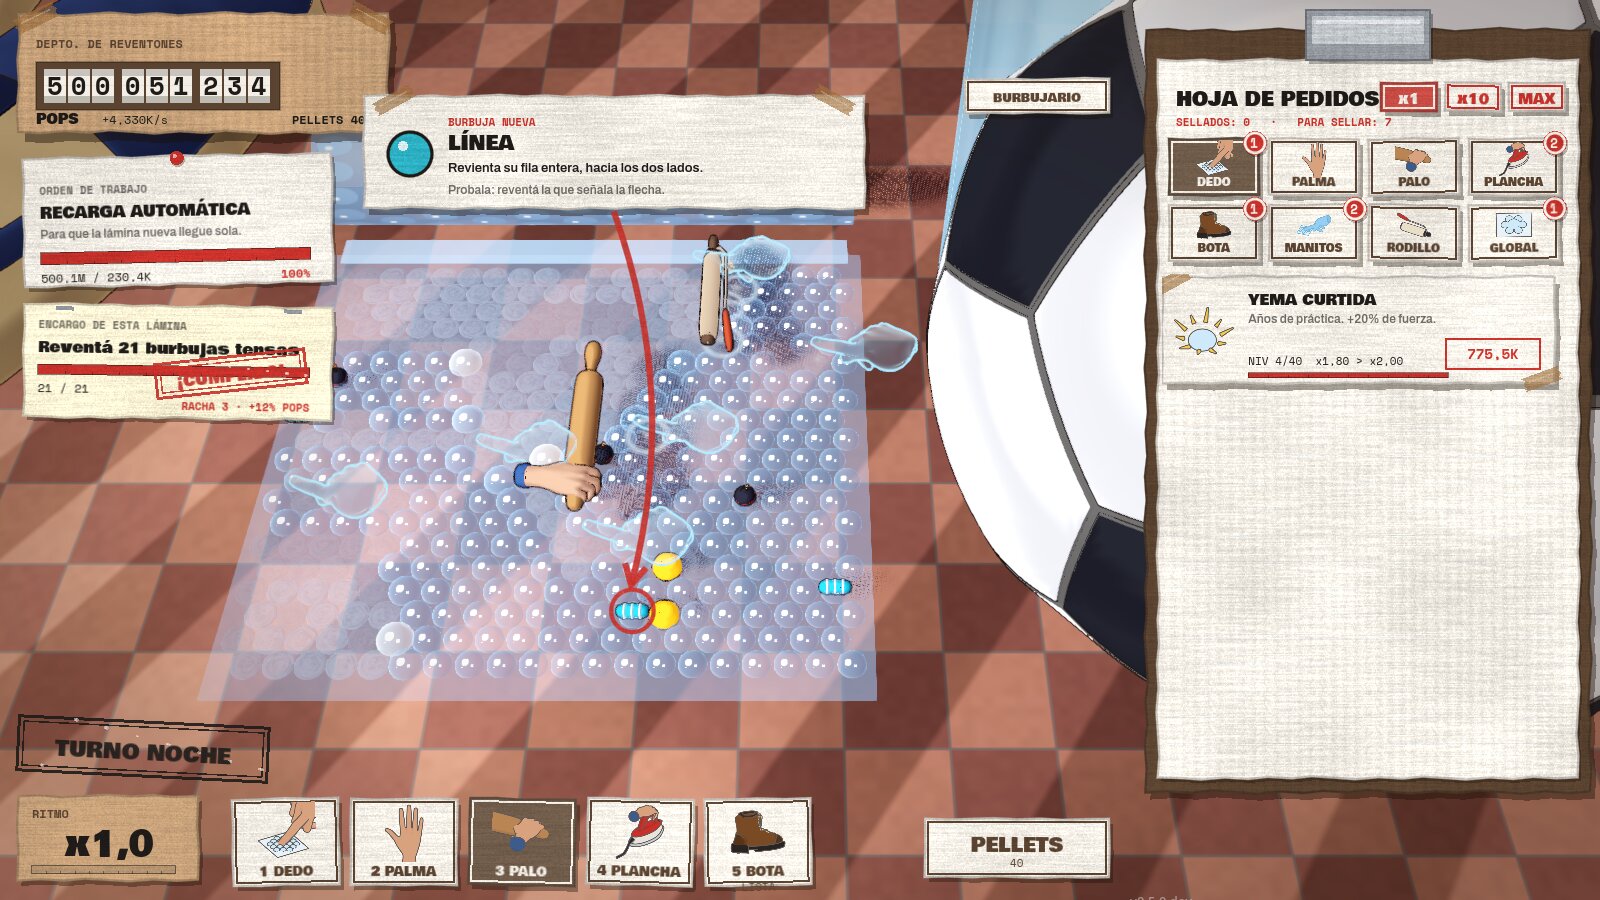 DEPTO. DE REVENTONES
500 051 234
POPS +4,330K/s PELLETS 40
ORDEN DE TRABAJO
RECARGA AUTOMÁTICA
Para que la lámina nueva llegue sola.
500,1M / 230.4K 100%
ENCARGO DE ESTA LÁMINA
Reventá 21 burbujas tensas
21 / 21
RACHA 3 · +12% POPS
BURBUJA NUEVA
LÍNEA
Revienta su fila entera, hacia los dos lados.
Probala: reventá la que señala la flecha.
BURBUJARIO
HOJA DE PEDIDOS x1 x10 MAX
SELLADOS: 0 · PARA SELLAR: 7
DEDO 1
PALMA
PALO
PLANCHA 2
BOTA 1
MANITOS 2
RODILLO
GLOBAL 1
YEMA CURTIDA
Años de práctica. +20% de fuerza.
NIV 4/40 x1,80 > x2,00
775,5K
TURNO NOCHE
RITMO
x1,0
1 DEDO
2 PALMA
3 PALO
4 PLANCHA
5 BOTA
PELLETS
40